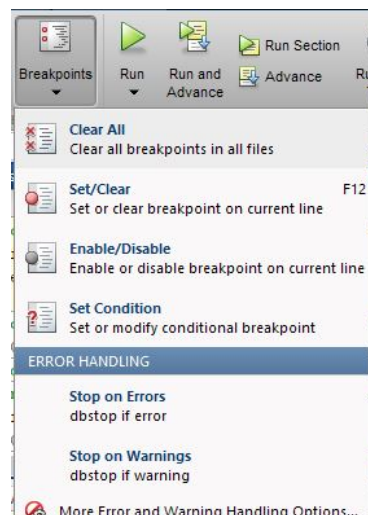 Breakpoints
Run
Run and
Advance
Run Section
Advance
Clear All
Clear all breakpoints in all files
Set/Clear F12
Set or clear breakpoint on current line
Enable/Disable
Enable or disable breakpoint on current line
Set Condition
Set or modify conditional breakpoint
ERROR HANDLING
Stop on Errors
dbstop if error
Stop on Warnings
dbstop if warning
More Error and Warning Handling Options...